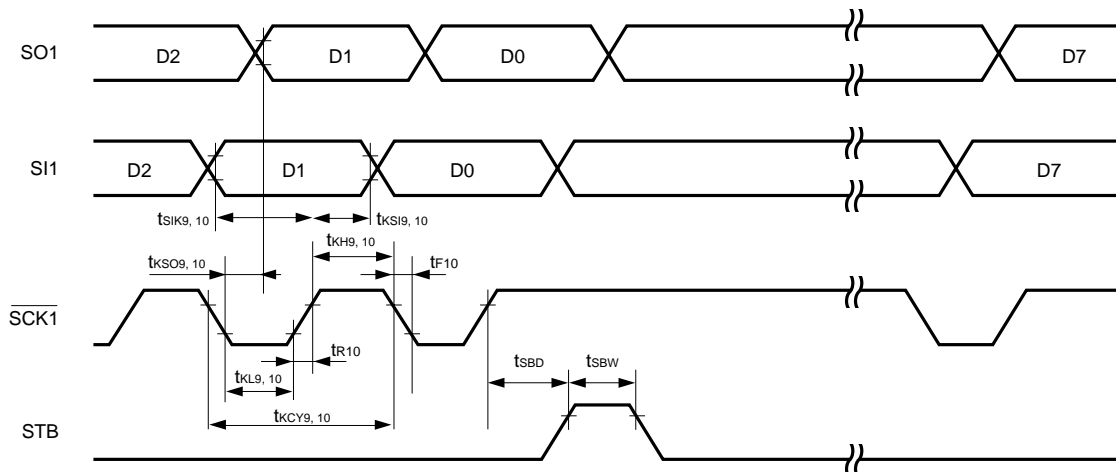 SO1 D2 D1 D0 D7
SI1 D2 D1 D0 D7
tSIK9, 10 tKSI9, 10
tKSO9, 10 tKH9, 10 tF10
SCK1
tR10
tKL9, 10
tSBD tSBW
tKCY9, 10
STB